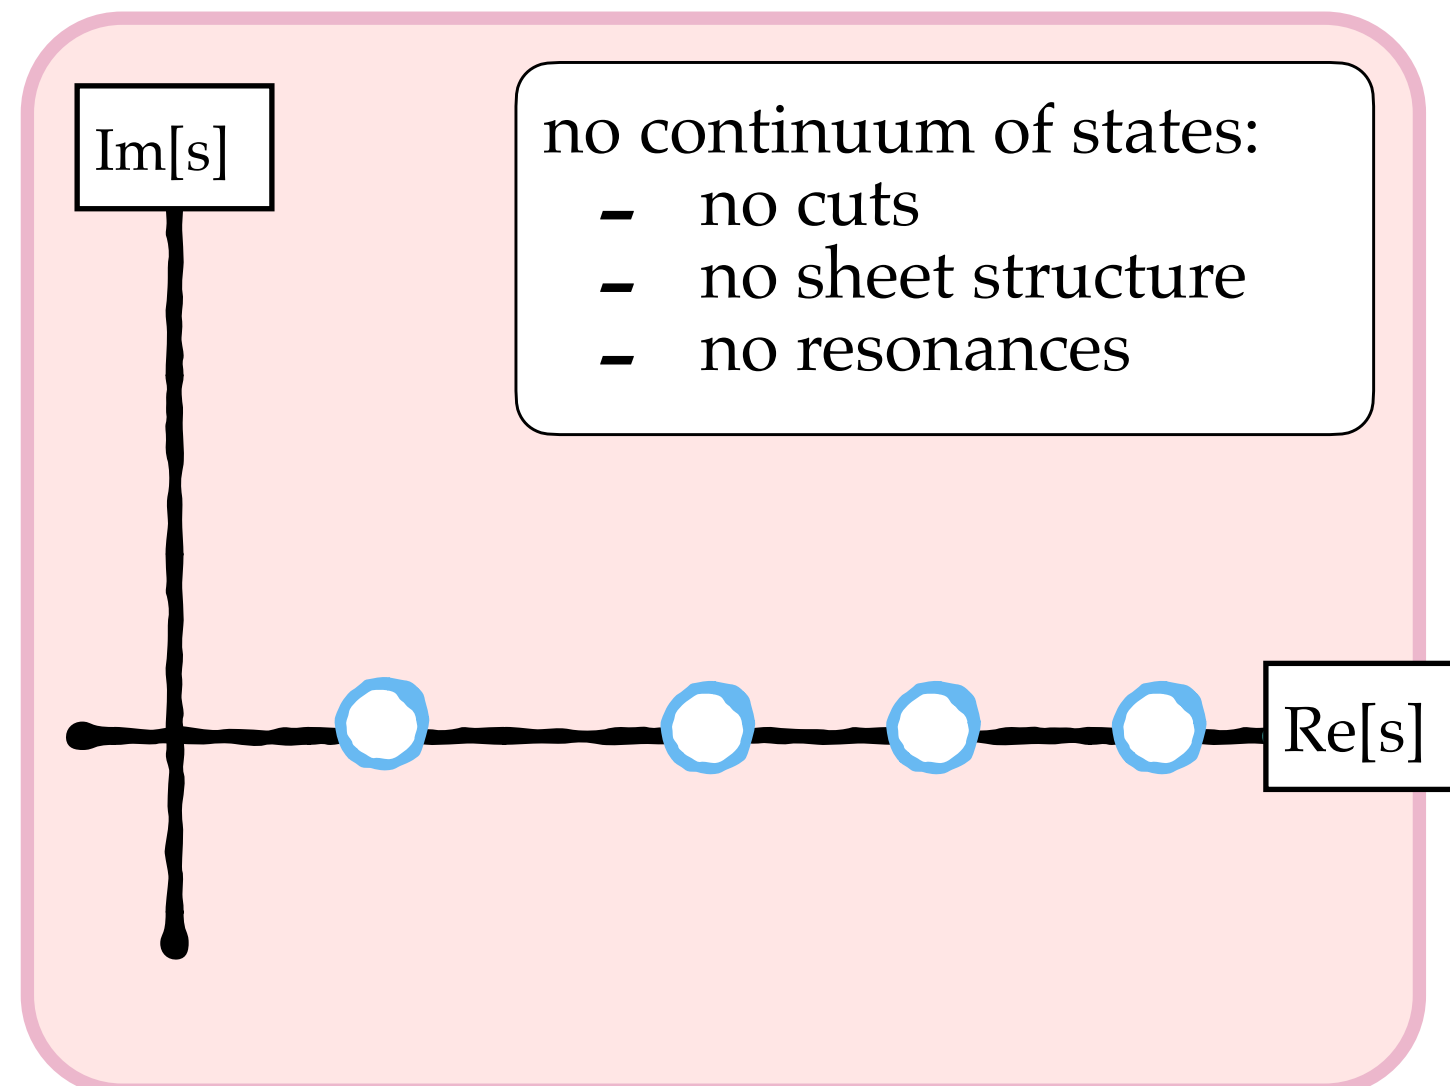 Im[s]
no continuum of states:
- no cuts
- no sheet structure
- no resonances
Re[s]